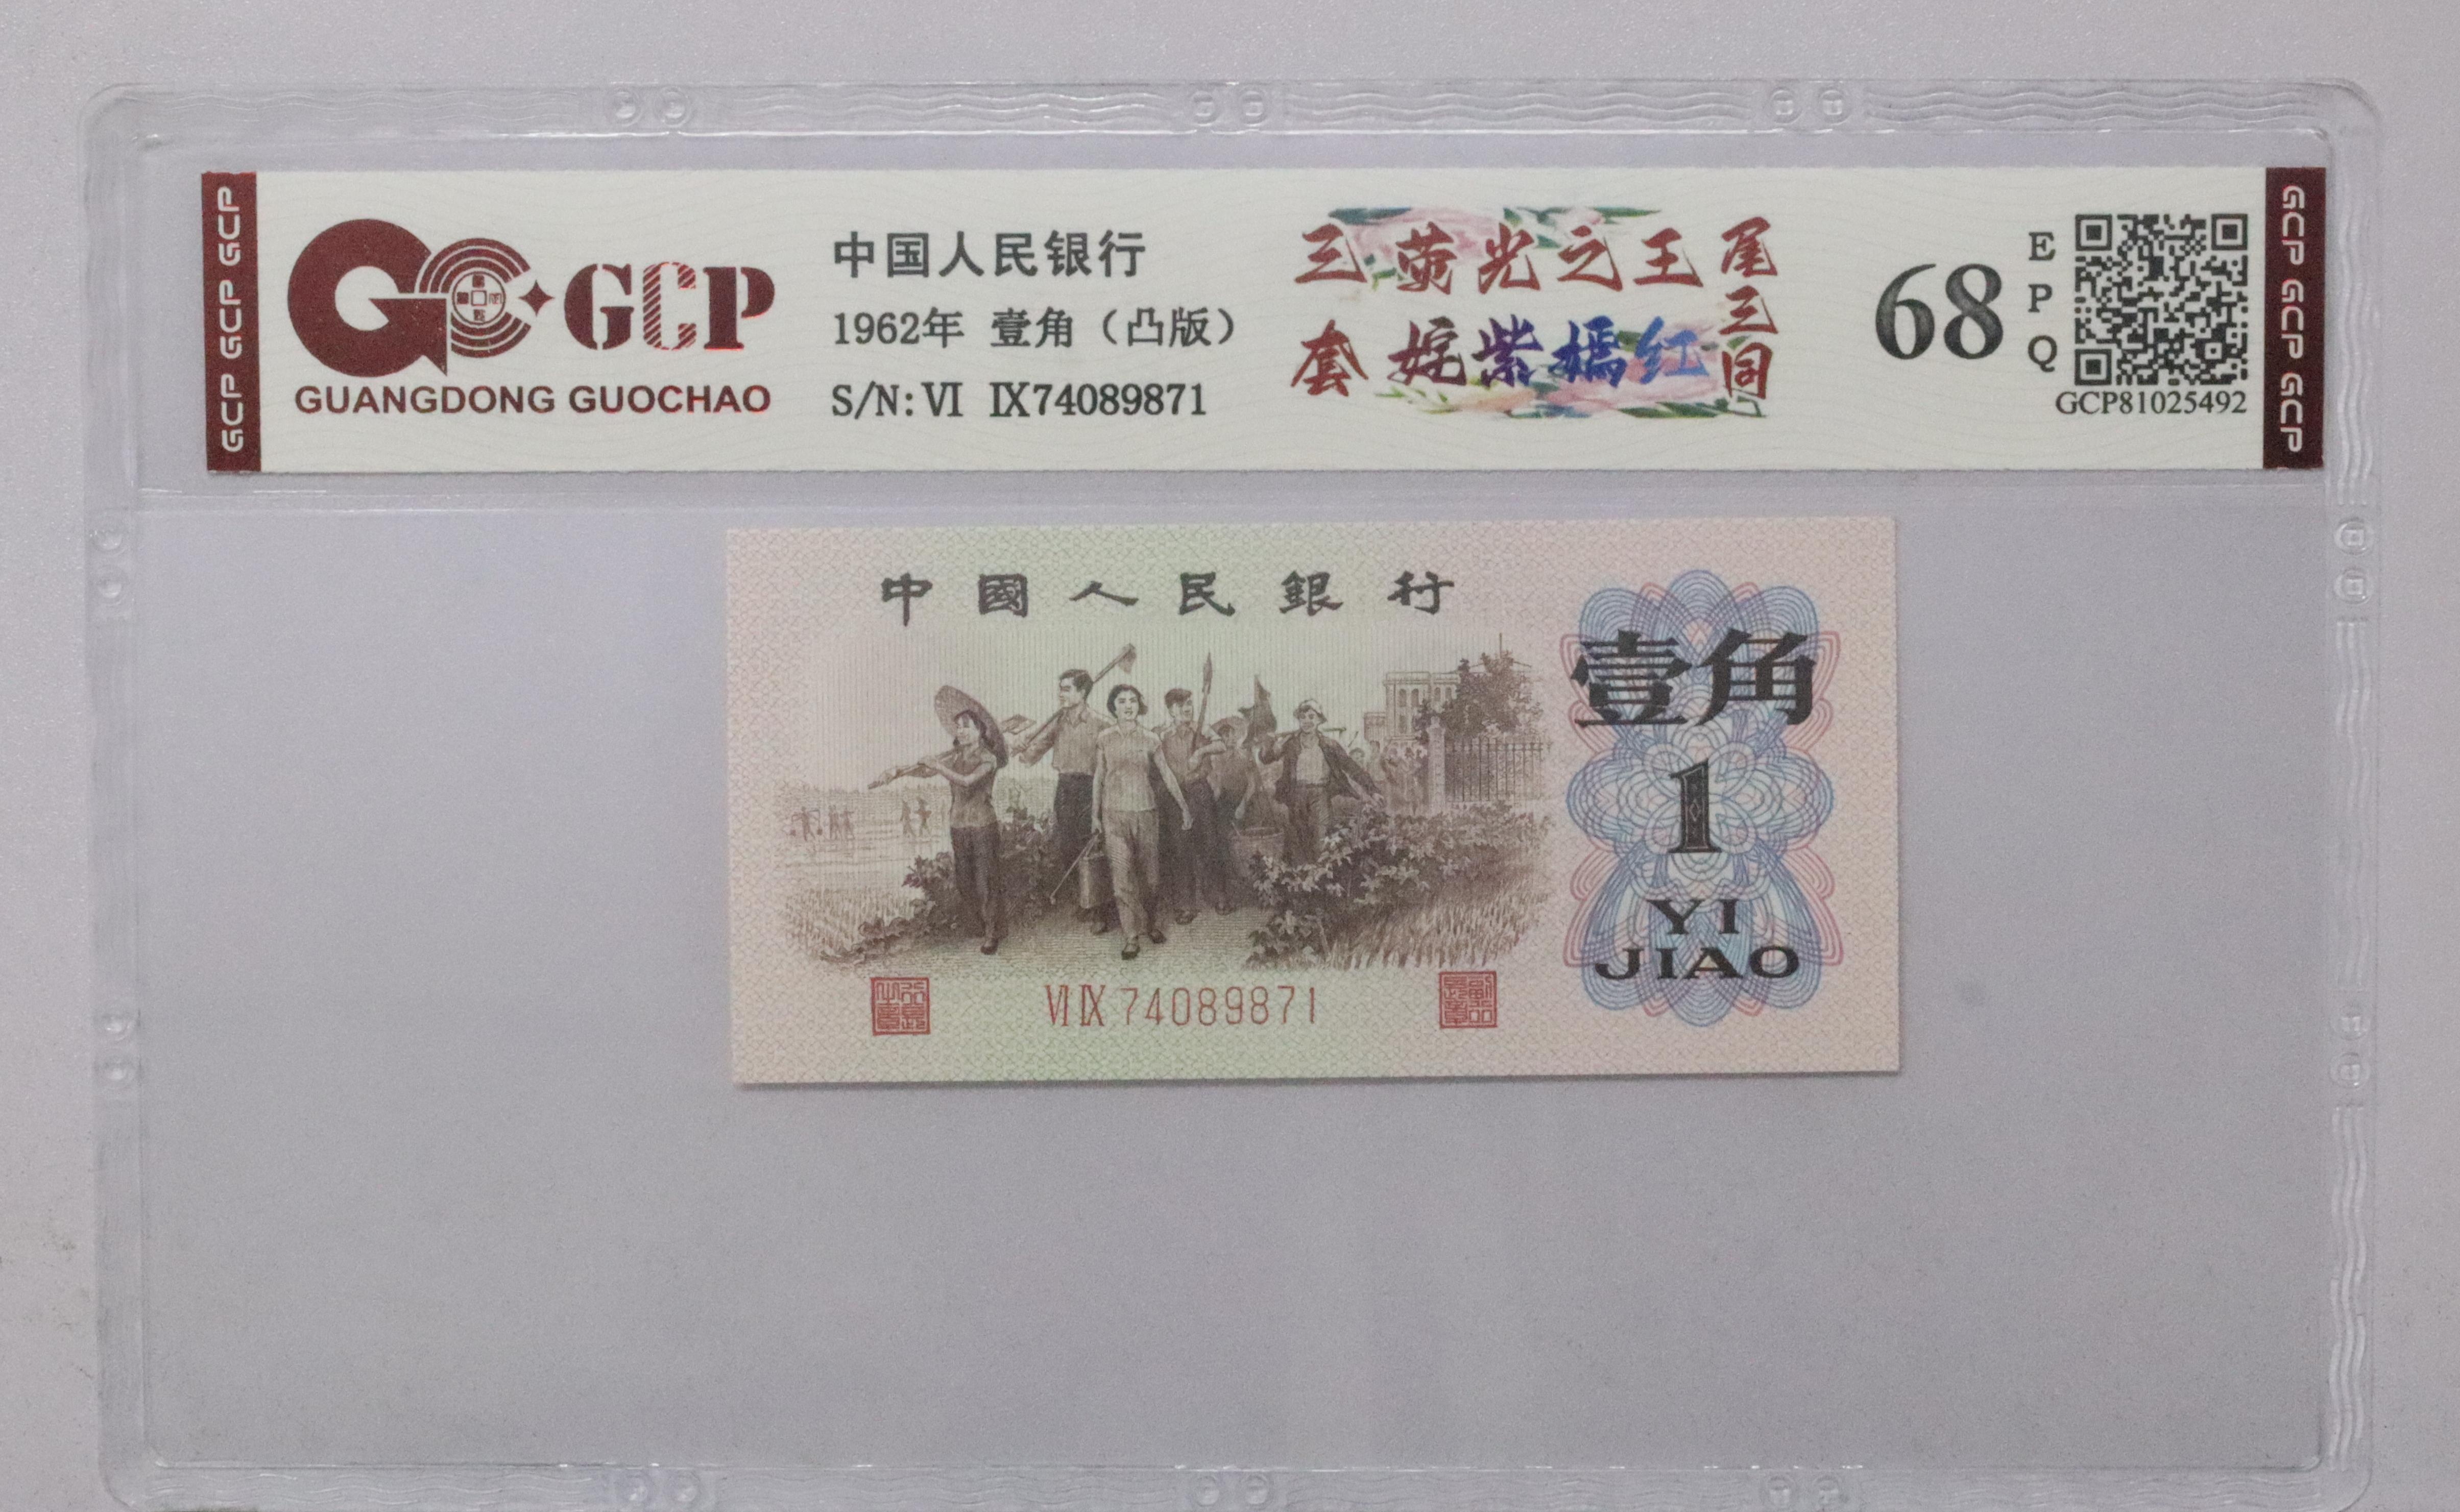 GCP GCP GCP
GCP
GUANGDONG GUOCHAO
中国人民银行
1962年 壹角（凸版）
S/N: VI IX74089871
三荧光之王
套姹紫嫣红
尾三同
68
EPQ
GCP81025492
GCP GCP GCP
中國人民銀行
壹角
1
YI
JIAO
VI IX 74089871